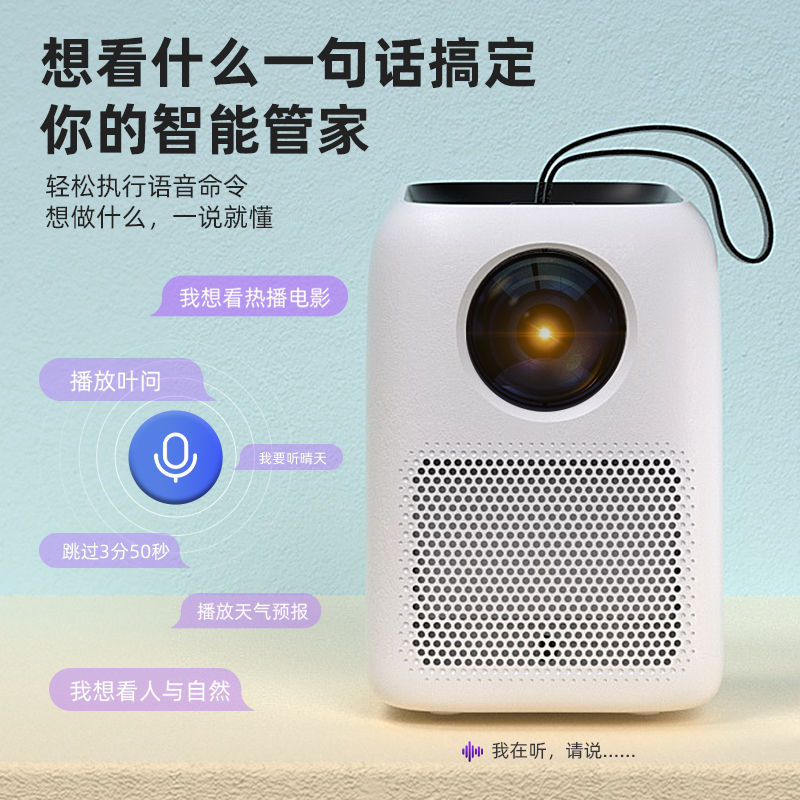 想看什么一句话搞定
你的智能管家
轻松执行语音命令
想做什么，一说就懂
我想看热播电影
播放叶问
我要听晴天
跳过3分50秒
播放天气预报
我想看人与自然
我在听，请说......